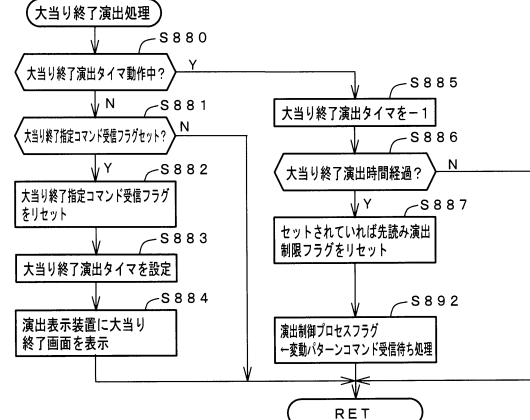 大当り終了演出処理
S880
大当り終了演出タイマ動作中?
Y
N
S881
大当り終了指定コマンド受信フラグセット?
N
Y
S882
大当り終了指定コマンド受信フラグ
をリセット
S883
大当り終了演出タイマを設定
S884
演出表示装置に大当り
終了画面を表示
S885
大当り終了演出タイマを−1
S886
大当り終了演出時間経過?
N
Y
S887
セットされていれば先読み演出
制限フラグをリセット
S892
演出制御プロセスフラグ
←変動パターンコマンド受信待ち処理
RET